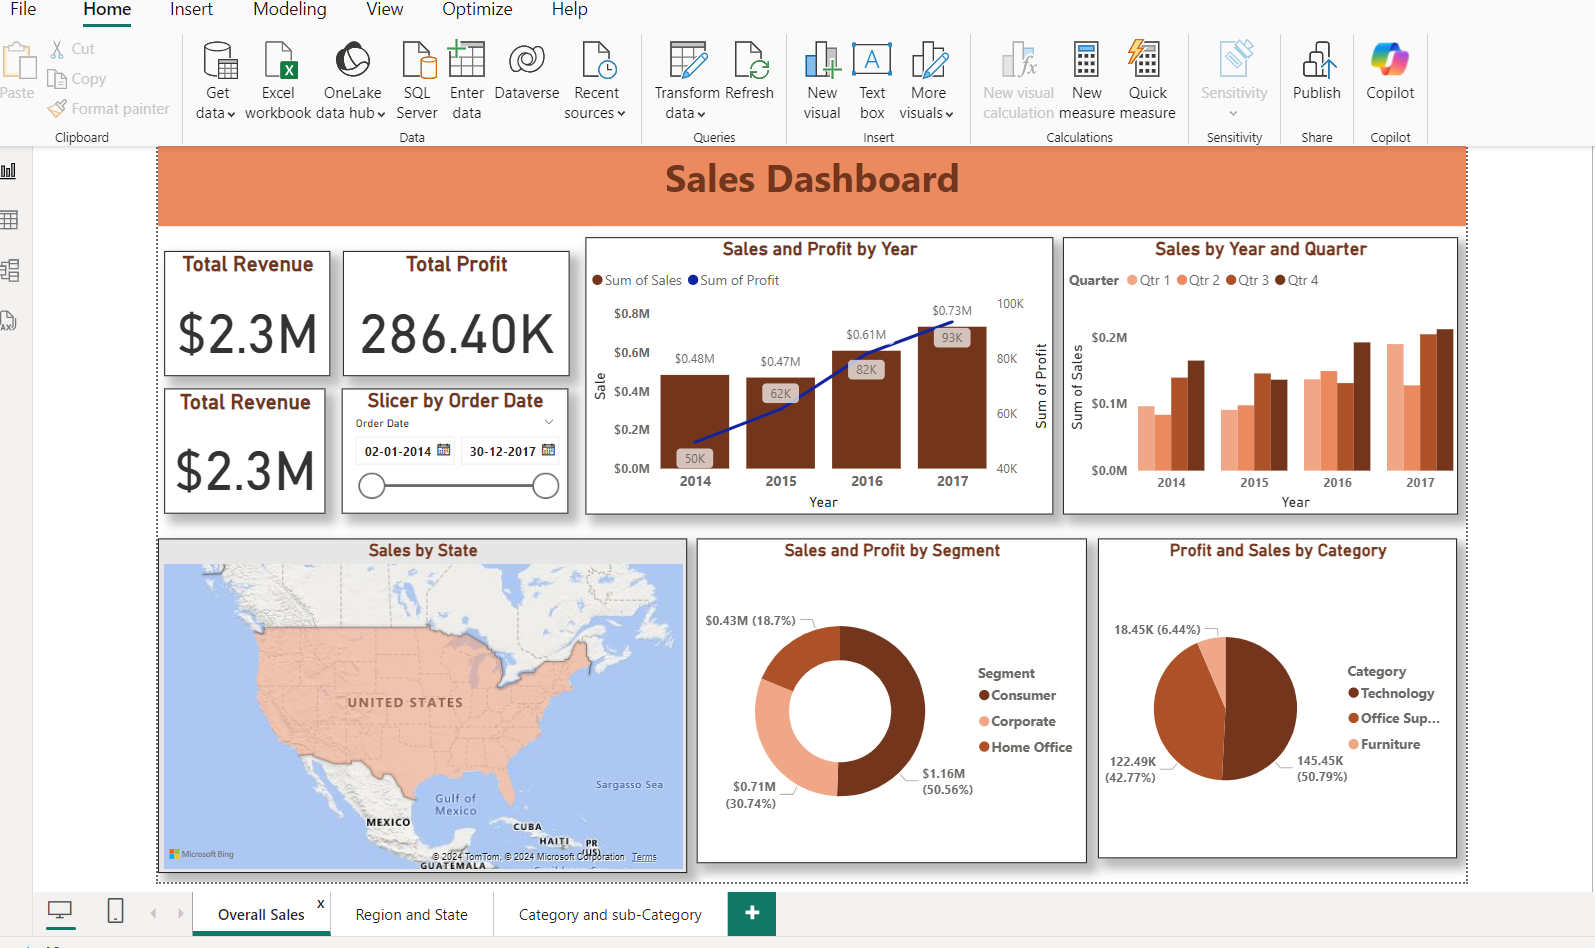 File Home Insert Modeling View Optimize Help
Paste
Cut
Copy
Format painter
Clipboard
Get data
Excel workbook
OneLake data hub
SQL Server
Enter data
Dataverse
Recent sources
Data
Transform data
Refresh
Queries
New visual
Text box
More visuals
Insert
New visual calculation
New measure
Quick measure
Calculations
Sensitivity
Sensitivity
Publish
Share
Copilot
Copilot
Sales Dashboard
Total Revenue
$2.3M
Total Profit
286.40K
Total Revenue
$2.3M
Slicer by Order Date
Order Date
02-01-2014 30-12-2017
Sales and Profit by Year
Sum of Sales Sum of Profit
$0.8M
$0.6M
$0.4M
$0.2M
$0.0M
Sale
$0.48M
$0.47M
$0.61M
$0.73M
50K
62K
82K
93K
100K
80K
60K
40K
Sum of Profit
2014 2015 2016 2017
Year
Sales by Year and Quarter
Quarter Qtr 1 Qtr 2 Qtr 3 Qtr 4
$0.2M
$0.1M
$0.0M
Sum of Sales
2014 2015 2016 2017
Year
Sales by State
UNITED STATES
Sargasso Sea
Gulf of
Mexico
MEXICO
CUBA
HAITI
PR
(US)
GUATEMALA
Microsoft Bing
© 2024 TomTom, © 2024 Microsoft Corporation Terms
Sales and Profit by Segment
$0.43M (18.7%)
$0.71M
(30.74%)
$1.16M
(50.56%)
Segment
Consumer
Corporate
Home Office
Profit and Sales by Category
18.45K (6.44%)
122.49K
(42.77%)
145.45K
(50.79%)
Category
Technology
Office Sup...
Furniture
Overall Sales x
Region and State
Category and sub-Category
+